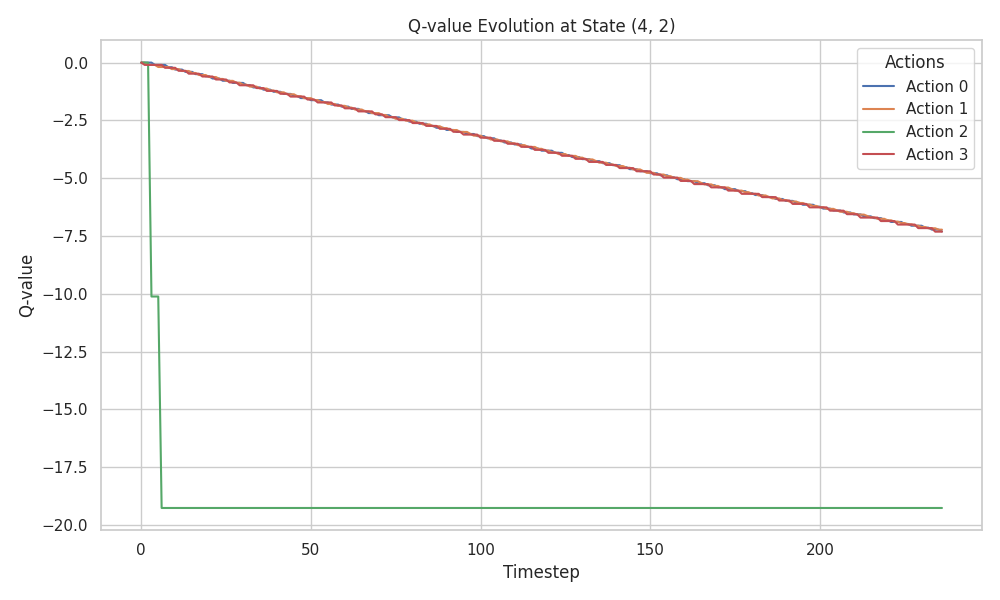 Q-value Evolution at State (4, 2)
Q-value
0.0
−2.5
−5.0
−7.5
−10.0
−12.5
−15.0
−17.5
−20.0
Actions
Action 0
Action 1
Action 2
Action 3
0
50
100
150
200
Timestep